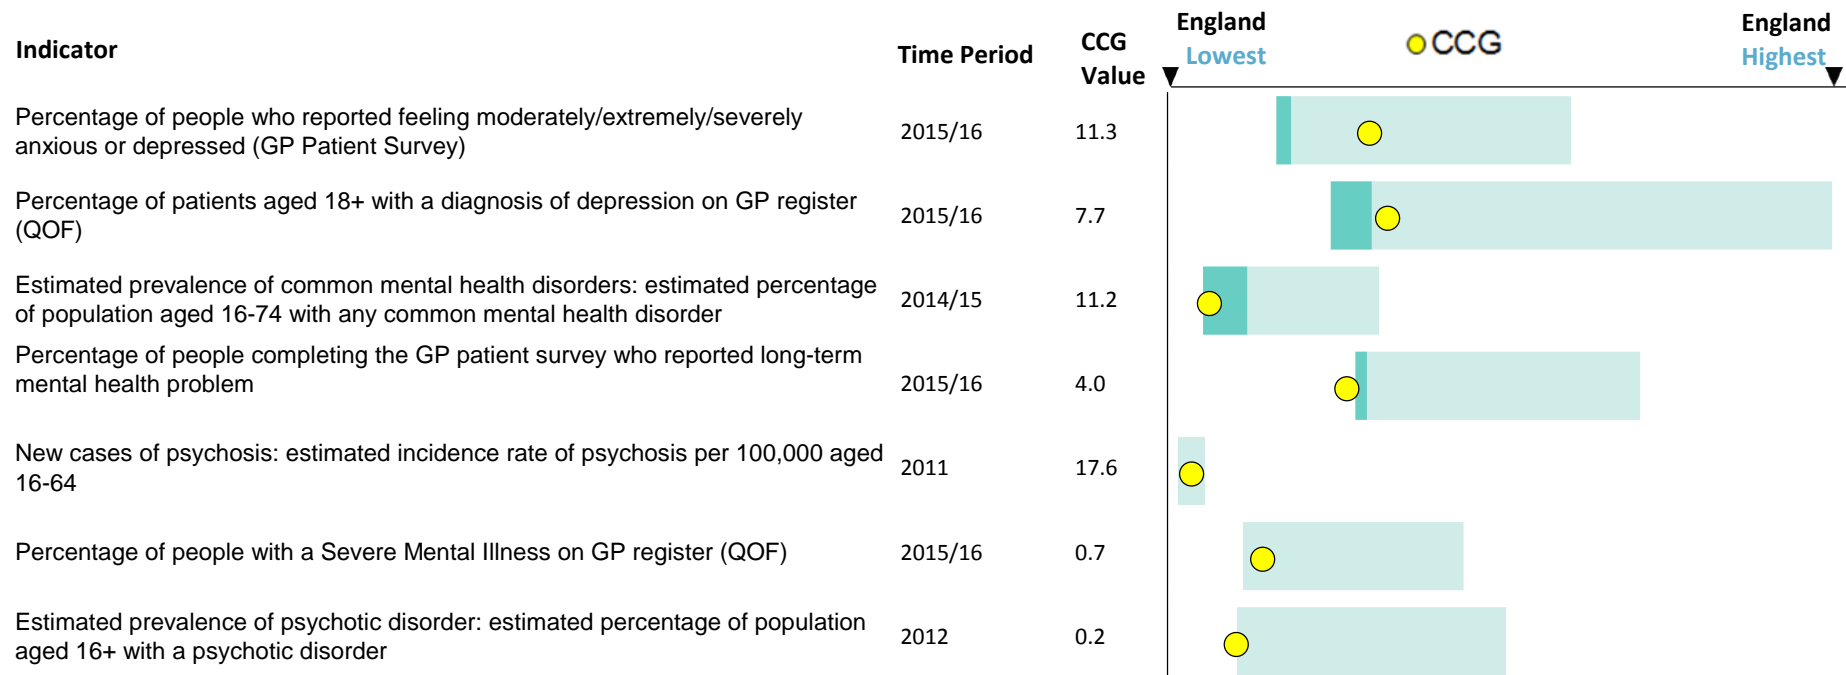 Indicator
Time Period
CCG
Value
England
Lowest
CCG
England
Highest
Percentage of people who reported feeling moderately/extremely/severely
anxious or depressed (GP Patient Survey)
2015/16
11.3
Percentage of patients aged 18+ with a diagnosis of depression on GP register
(QOF)
2015/16
7.7
Estimated prevalence of common mental health disorders: estimated percentage
of population aged 16-74 with any common mental health disorder
2014/15
11.2
Percentage of people completing the GP patient survey who reported long-term
mental health problem
2015/16
4.0
New cases of psychosis: estimated incidence rate of psychosis per 100,000 aged
16-64
2011
17.6
Percentage of people with a Severe Mental Illness on GP register (QOF)
2015/16
0.7
Estimated prevalence of psychotic disorder: estimated percentage of population
aged 16+ with a psychotic disorder
2012
0.2